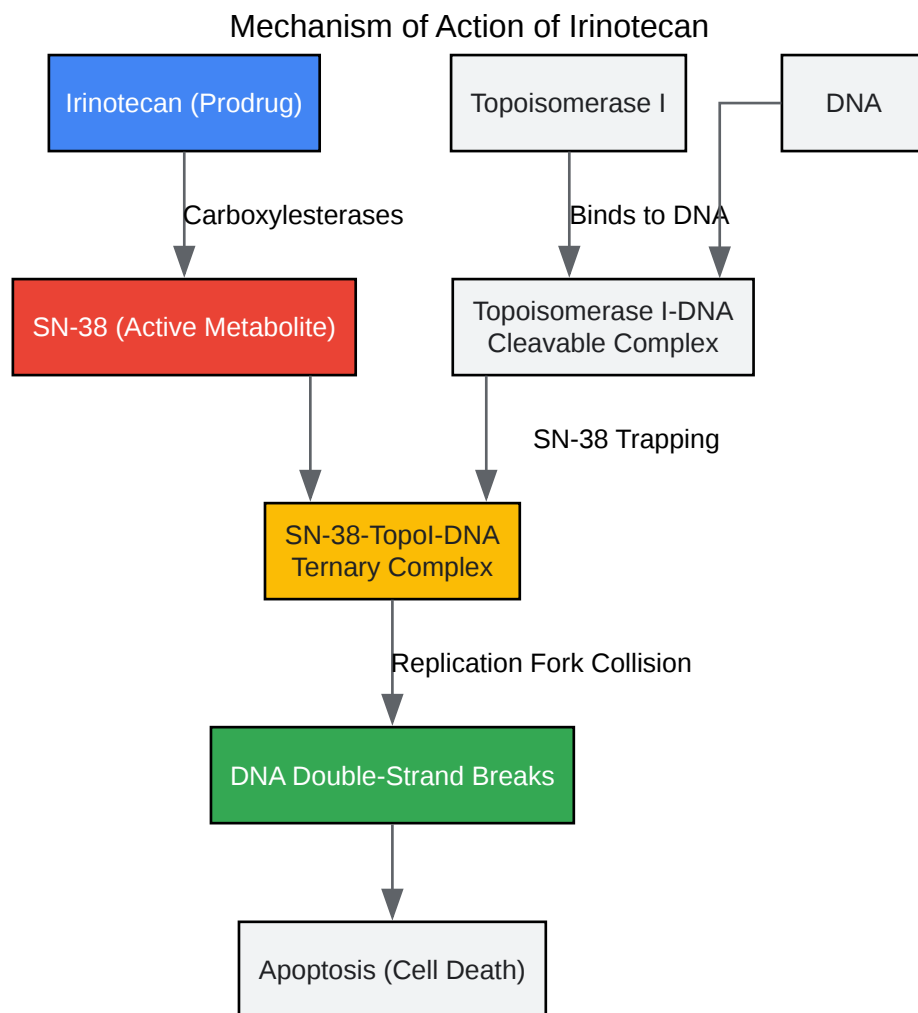 Mechanism of Action of Irinotecan
Irinotecan (Prodrug)
Topoisomerase I
DNA
Carboxylesterases
Binds to DNA
SN-38 (Active Metabolite)
Topoisomerase I-DNA
Cleavable Complex
SN-38 Trapping
SN-38-TopoI-DNA
Ternary Complex
Replication Fork Collision
DNA Double-Strand Breaks
Apoptosis (Cell Death)